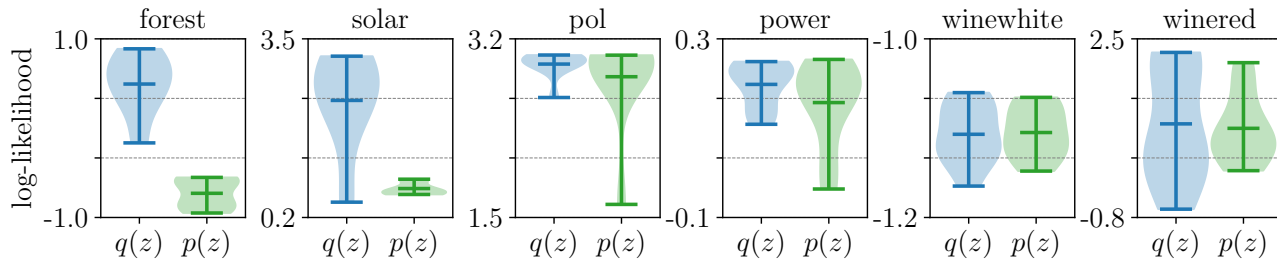 forest solar pol power winewhite winered
1.0 3.5 3.2 0.3 -1.0 2.5
log-likelihood
-1.0 0.2 1.5 -0.1 -1.2 -0.8
q(z) p(z) q(z) p(z) q(z) p(z) q(z) p(z) q(z) p(z) q(z) p(z)